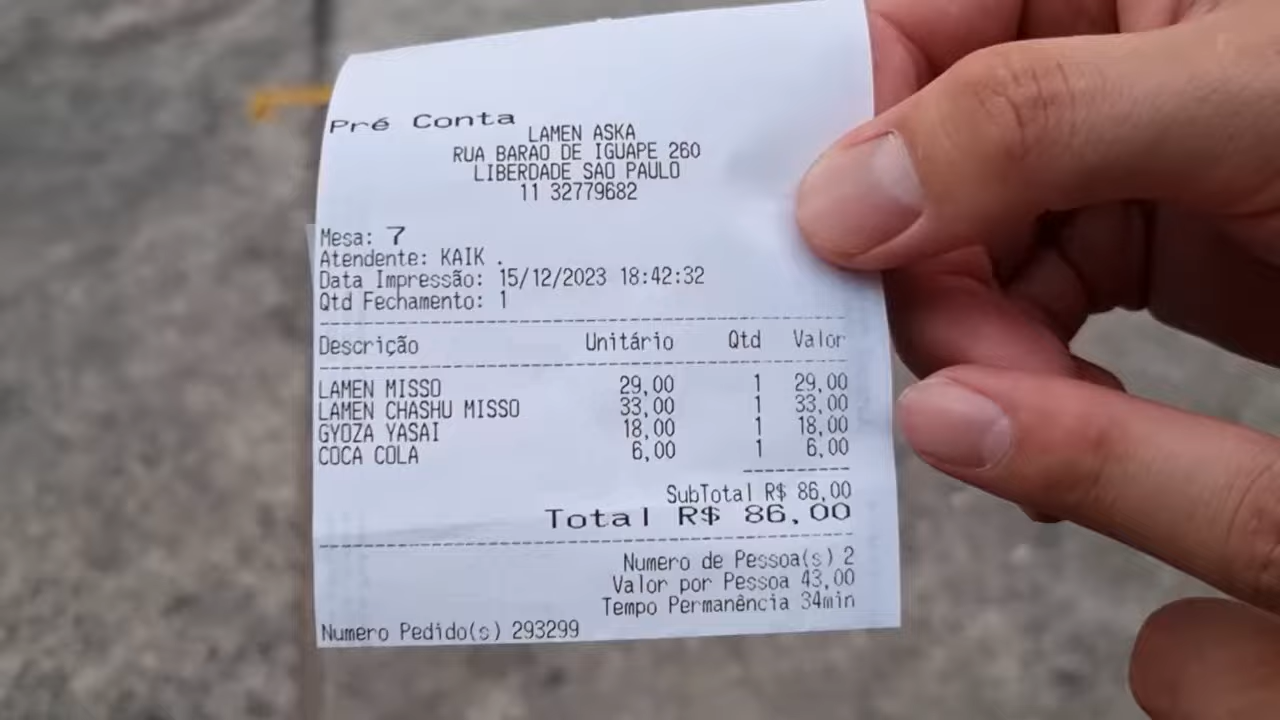 Pré Conta
LAMEN ASKA
RUA BARAO DE IGUAPE 260
LIBERDADE SAO PAULO
11 32779682
Mesa: 7
Atendente: KAIK .
Data Impressão: 15/12/2023 18:42:32
Qtd Fechamento: 1
Descrição Unitário Qtd Valor
LAMEN MISSO 29,00 1 29,00
LAMEN CHASHU MISSO 33,00 1 33,00
GYOZA YASAI 18,00 1 18,00
COCA COLA 6,00 1 6,00
SubTotal R$ 86,00
Total R$ 86,00
Numero de Pessoa(s) 2
Valor por Pessoa 43,00
Tempo Permanência 34min
Numero Pedido(s) 293299